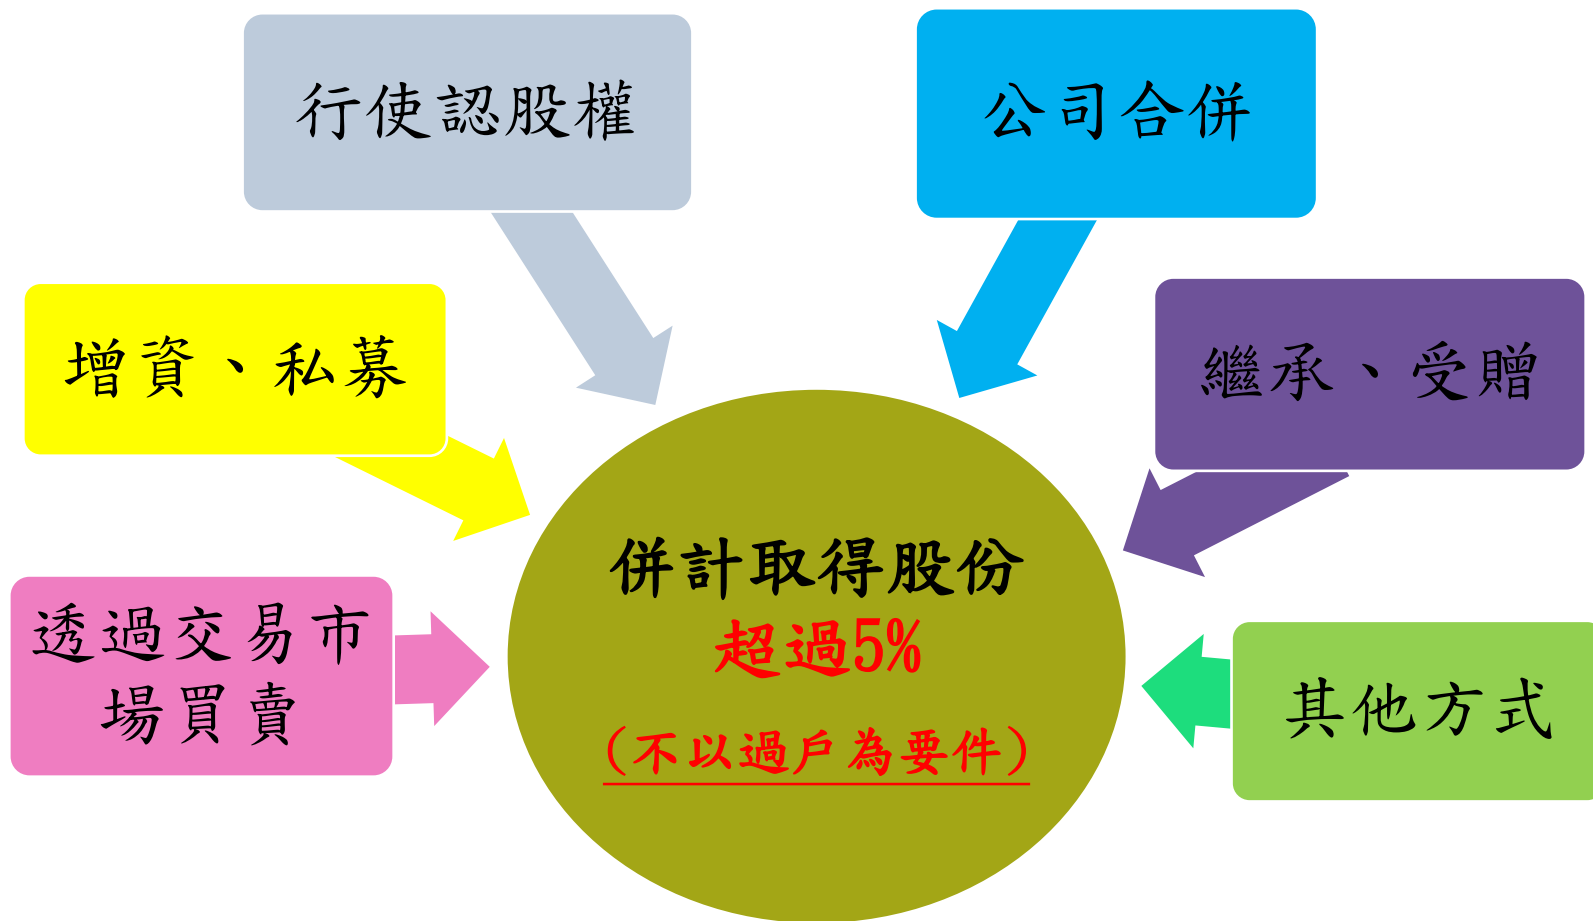 行使認股權
公司合併
增資、私募
繼承、受贈
併計取得股份
超過5%
(不以過戶為要件)
透過交易市
場買賣
其他方式